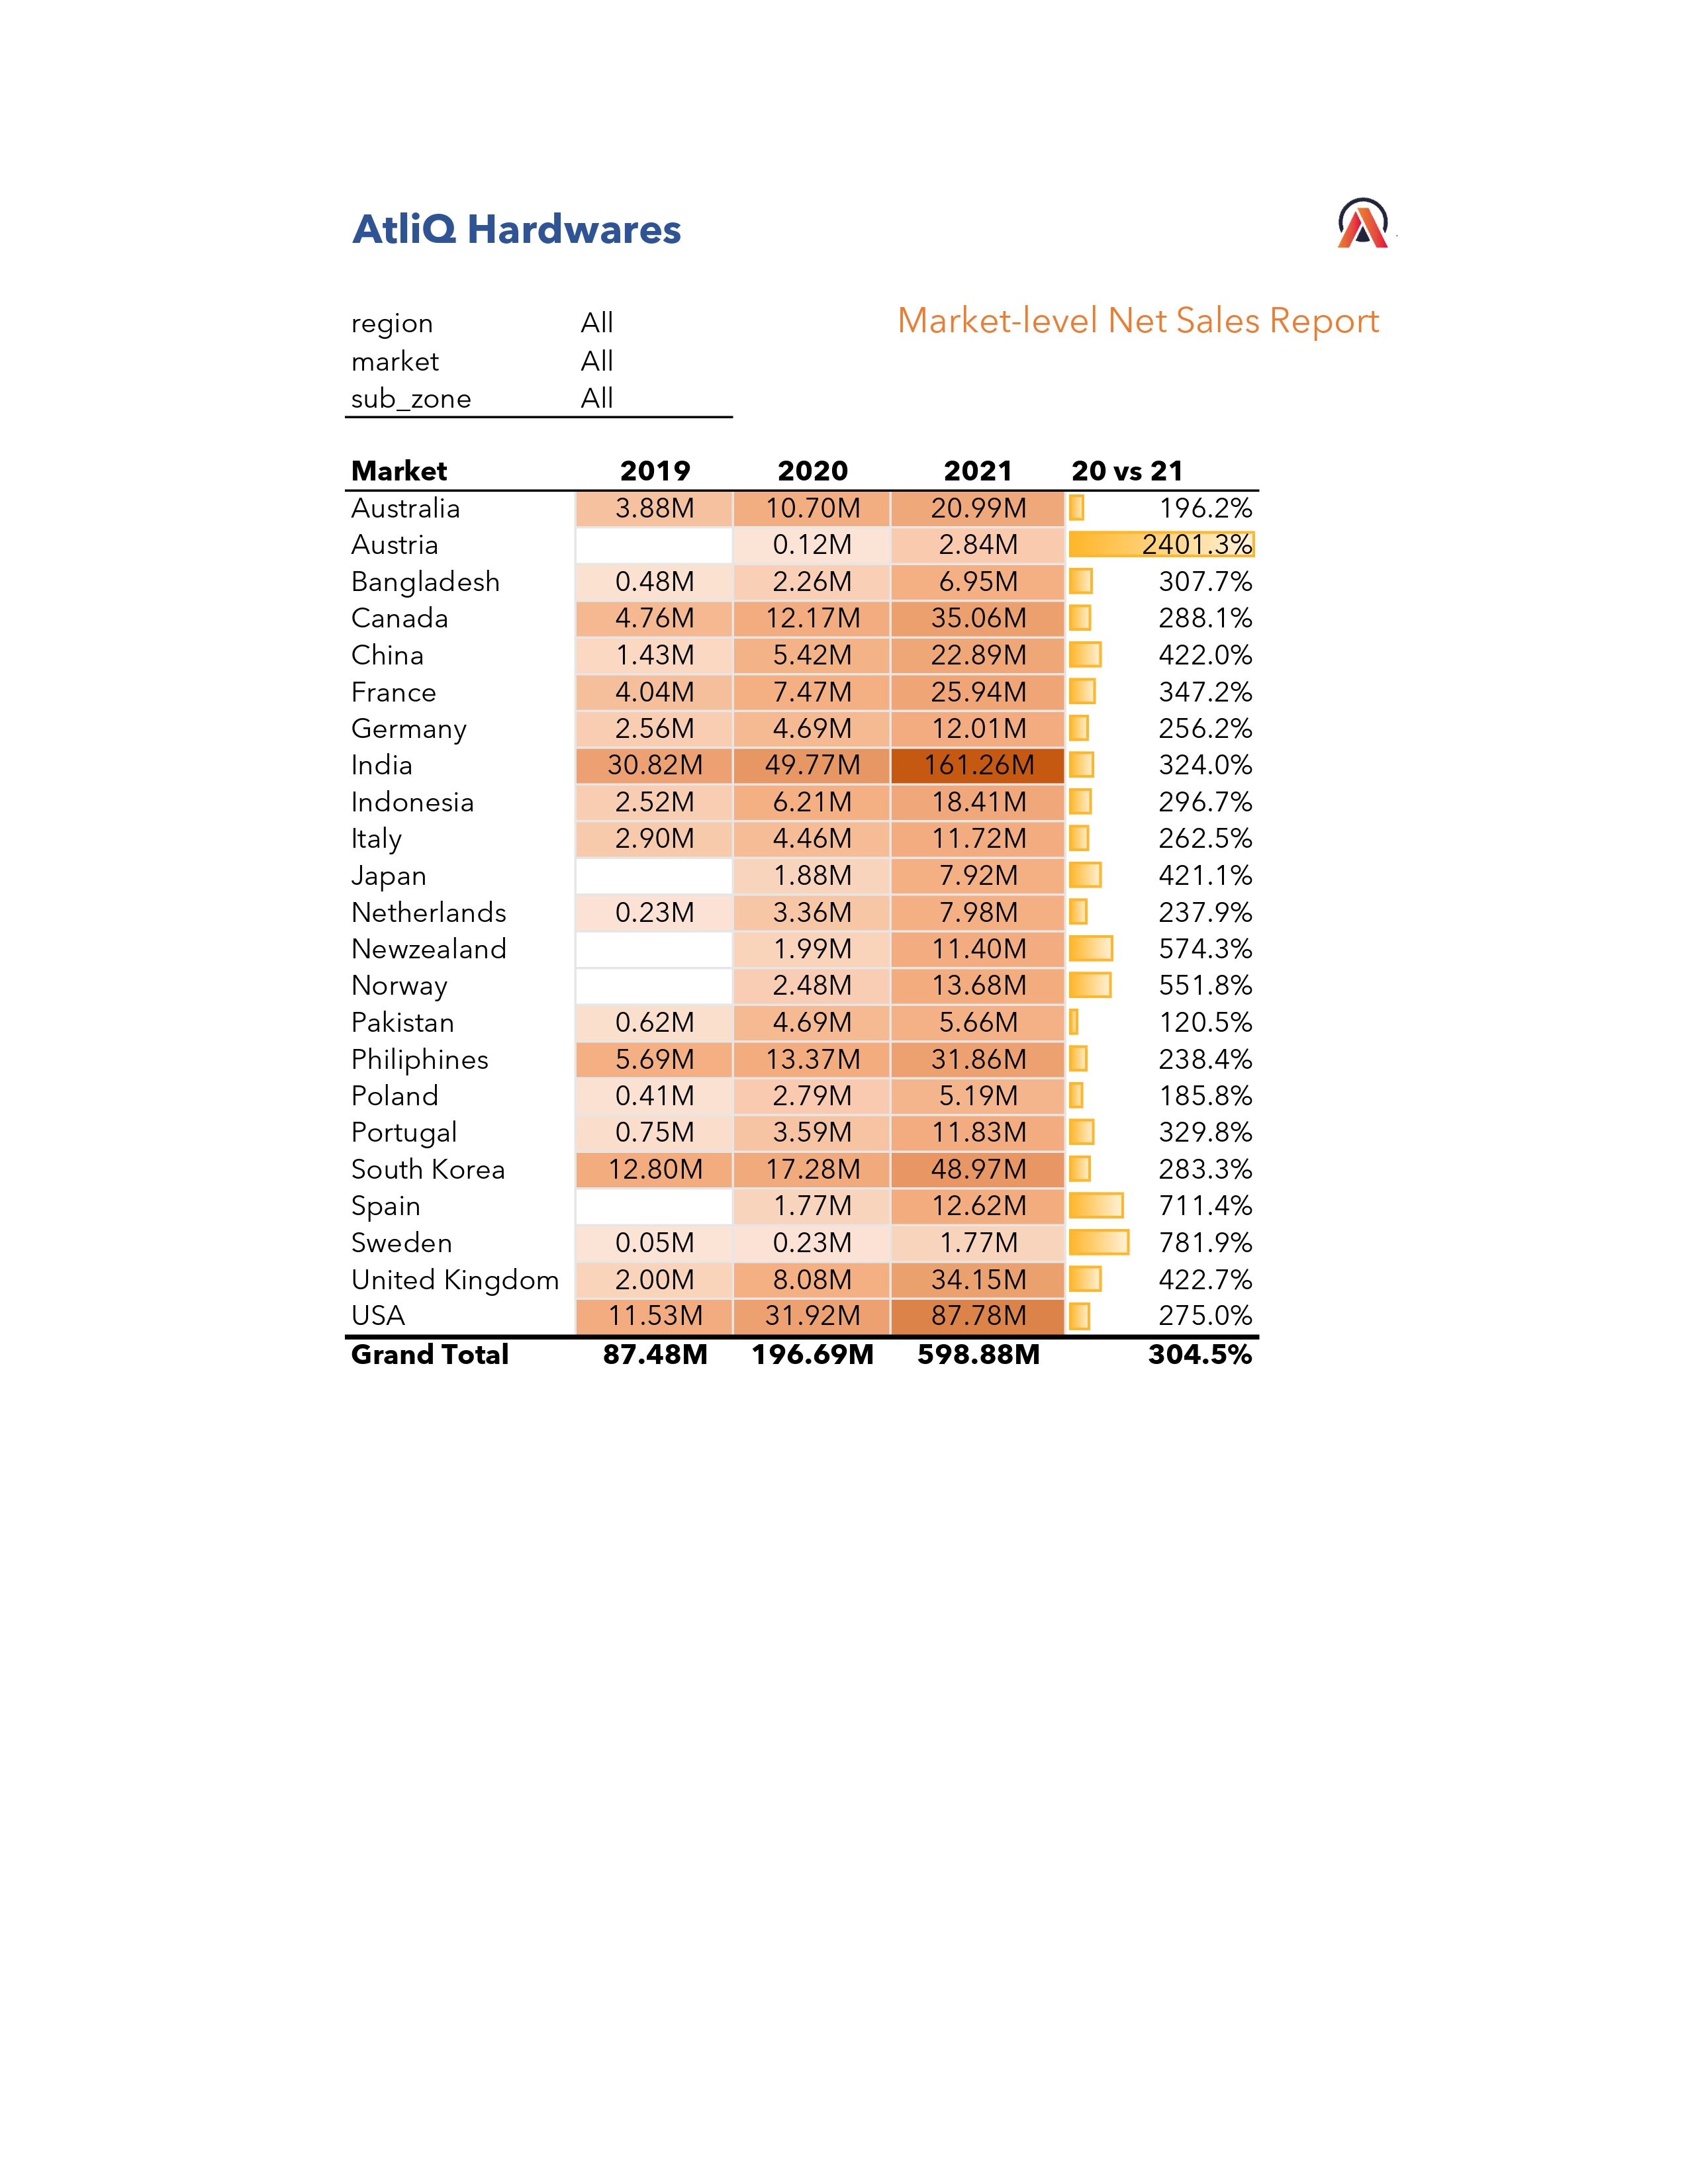 AtliQ Hardwares
region All Market-level Net Sales Report
market All
sub_zone All
Market 2019 2020 2021 20 vs 21
Australia 3.88M 10.70M 20.99M 196.2%
Austria 0.12M 2.84M 2401.3%
Bangladesh 0.48M 2.26M 6.95M 307.7%
Canada 4.76M 12.17M 35.06M 288.1%
China 1.43M 5.42M 22.89M 422.0%
France 4.04M 7.47M 25.94M 347.2%
Germany 2.56M 4.69M 12.01M 256.2%
India 30.82M 49.77M 161.26M 324.0%
Indonesia 2.52M 6.21M 18.41M 296.7%
Italy 2.90M 4.46M 11.72M 262.5%
Japan 1.88M 7.92M 421.1%
Netherlands 0.23M 3.36M 7.98M 237.9%
Newzealand 1.99M 11.40M 574.3%
Norway 2.48M 13.68M 551.8%
Pakistan 0.62M 4.69M 5.66M 120.5%
Philiphines 5.69M 13.37M 31.86M 238.4%
Poland 0.41M 2.79M 5.19M 185.8%
Portugal 0.75M 3.59M 11.83M 329.8%
South Korea 12.80M 17.28M 48.97M 283.3%
Spain 1.77M 12.62M 711.4%
Sweden 0.05M 0.23M 1.77M 781.9%
United Kingdom 2.00M 8.08M 34.15M 422.7%
USA 11.53M 31.92M 87.78M 275.0%
Grand Total 87.48M 196.69M 598.88M 304.5%